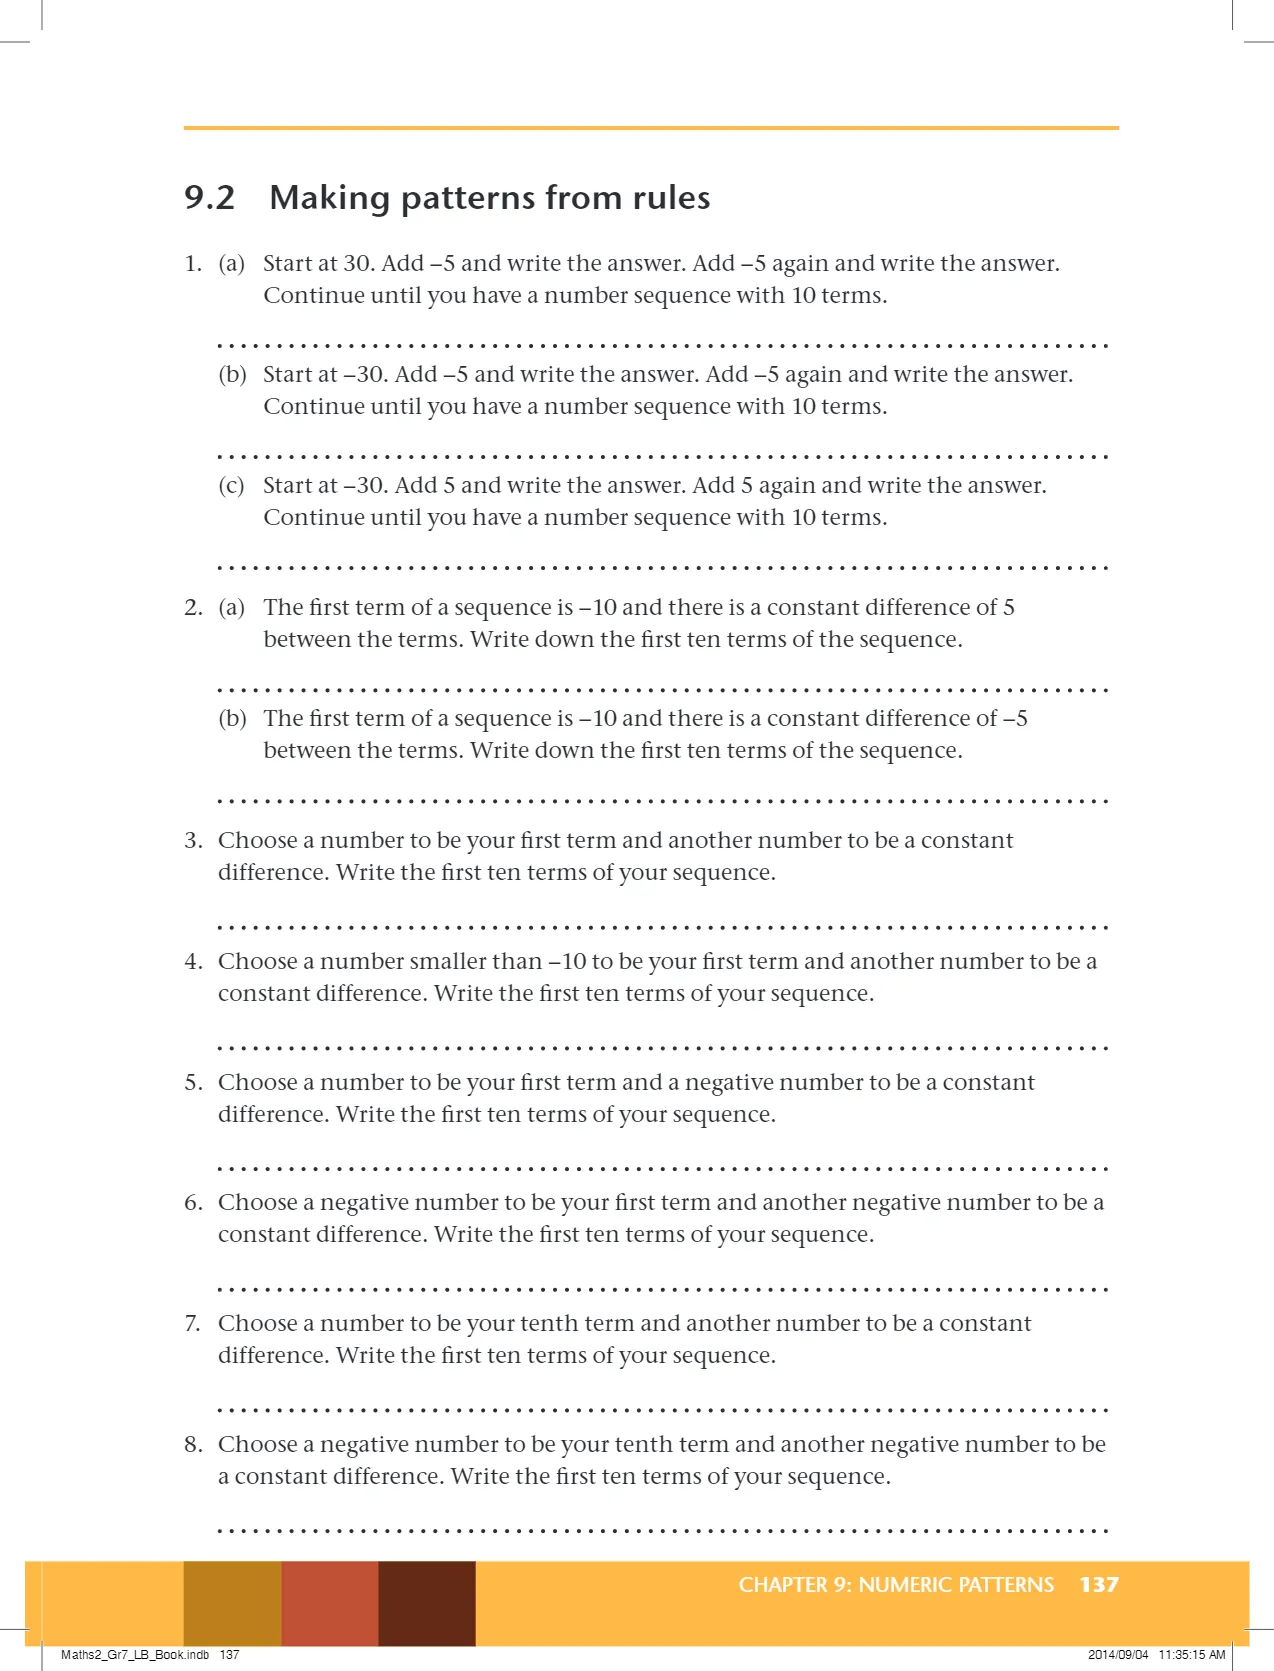 9.2 Making patterns from rules
1. (a) Start at 30. Add –5 and write the answer. Add –5 again and write the answer.
Continue until you have a number sequence with 10 terms.
(b) Start at –30. Add –5 and write the answer. Add –5 again and write the answer.
Continue until you have a number sequence with 10 terms.
(c) Start at –30. Add 5 and write the answer. Add 5 again and write the answer.
Continue until you have a number sequence with 10 terms.
2. (a) The first term of a sequence is –10 and there is a constant difference of 5
between the terms. Write down the first ten terms of the sequence.
(b) The first term of a sequence is –10 and there is a constant difference of –5
between the terms. Write down the first ten terms of the sequence.
3. Choose a number to be your first term and another number to be a constant
difference. Write the first ten terms of your sequence.
4. Choose a number smaller than –10 to be your first term and another number to be a
constant difference. Write the first ten terms of your sequence.
5. Choose a number to be your first term and a negative number to be a constant
difference. Write the first ten terms of your sequence.
6. Choose a negative number to be your first term and another negative number to be a
constant difference. Write the first ten terms of your sequence.
7. Choose a number to be your tenth term and another number to be a constant
difference. Write the first ten terms of your sequence.
8. Choose a negative number to be your tenth term and another negative number to be
a constant difference. Write the first ten terms of your sequence.
CHAPTER 9: NUMERIC PATTERNS 137
Maths2_Gr7_LB_Book.indb 137 2014/09/04 11:35:15 AM